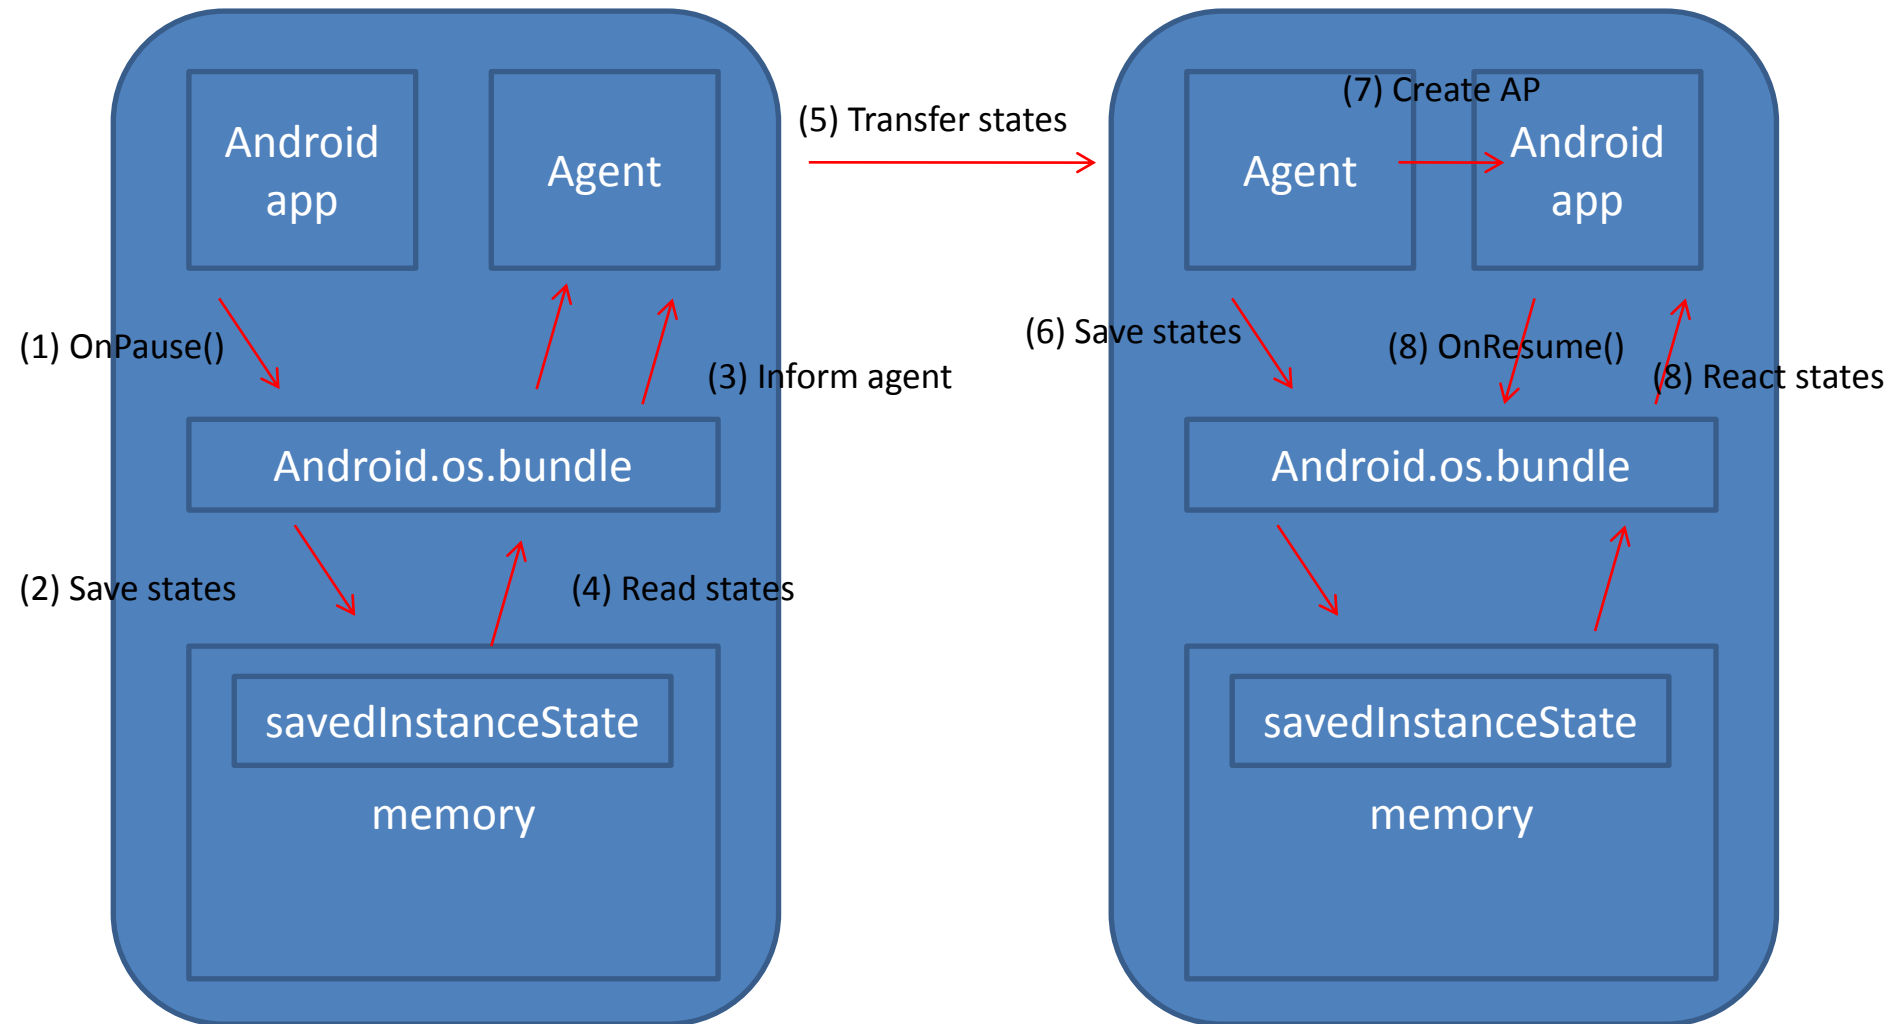 Android
app
Agent
(1) OnPause()
(3) Inform agent
Android.os.bundle
(2) Save states
(4) Read states
savedInstanceState
memory
(5) Transfer states
(7) Create AP
Agent
Android
app
(6) Save states
(8) OnResume()
(8) React states
Android.os.bundle
savedInstanceState
memory